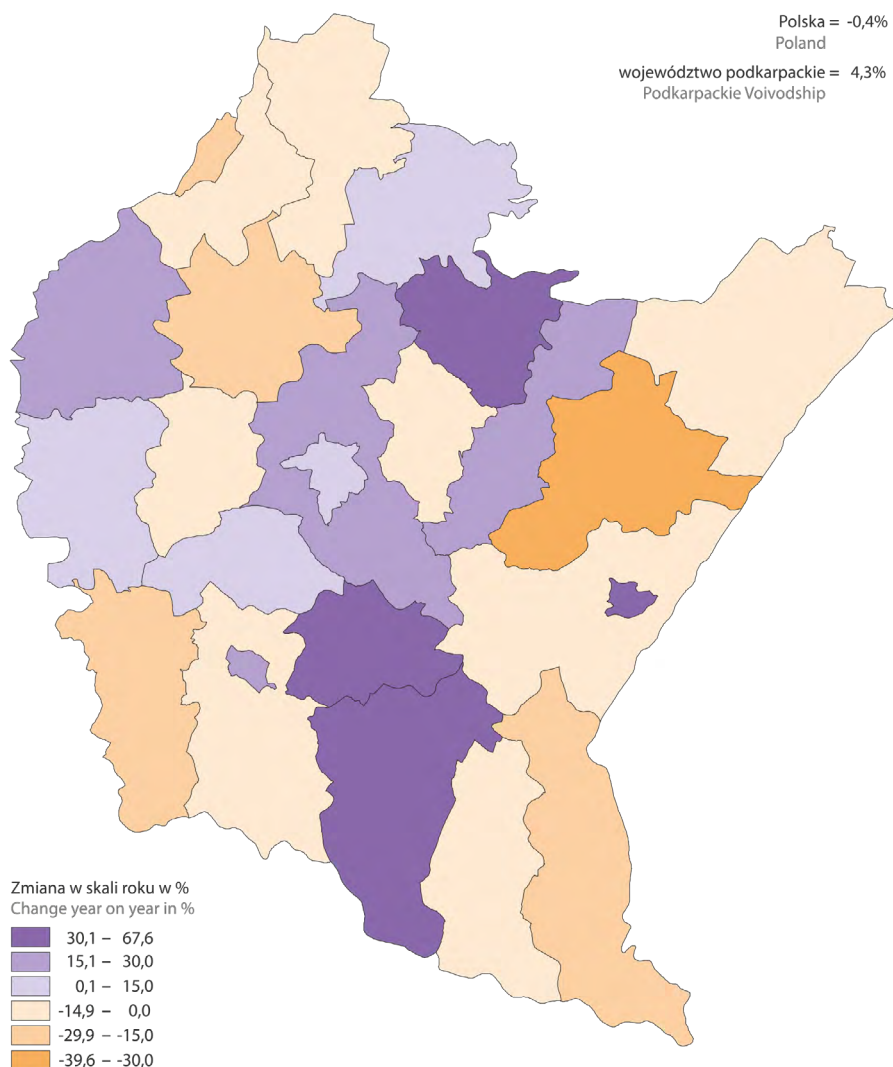 Polska = -0,4%
Poland
województwo podkarpackie = 4,3%
Podkarpackie Voivodship
Zmiana w skali roku w %
Change year on year in %
30,1 – 67,6
15,1 – 30,0
0,1 – 15,0
-14,9 – 0,0
-29,9 – -15,0
-39,6 – -30,0